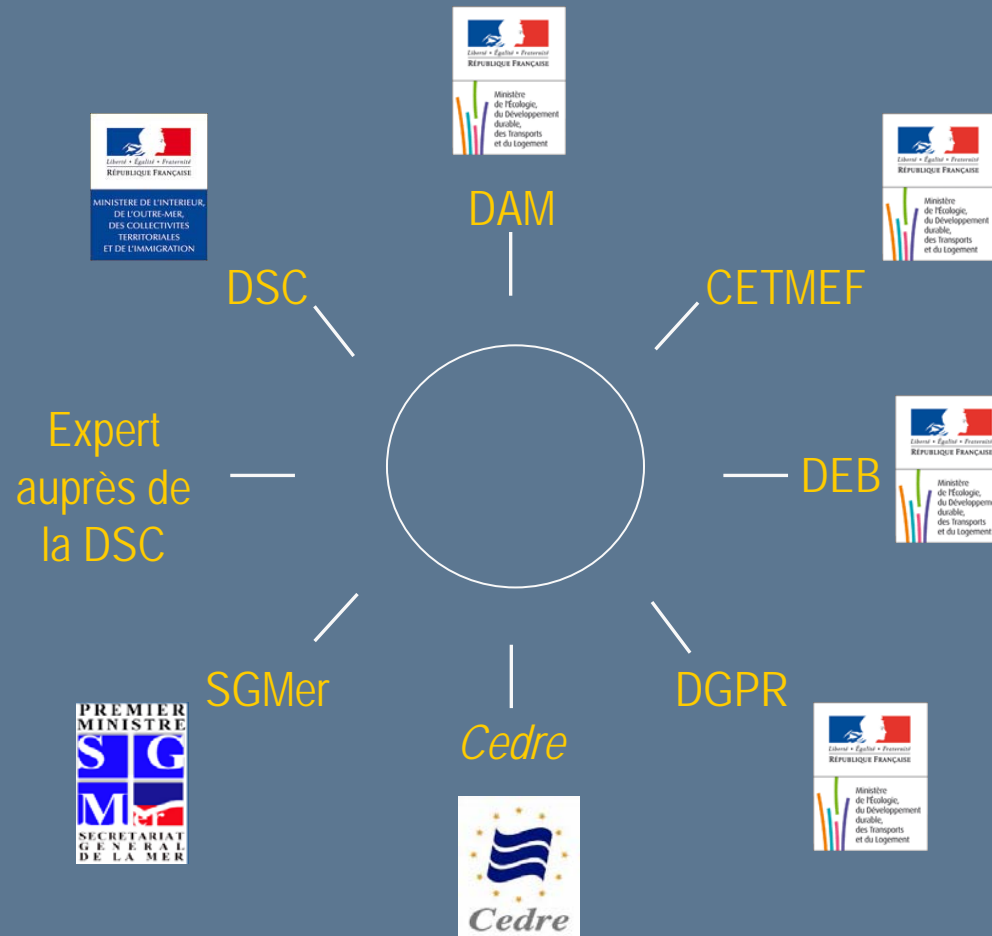 Liberté • Égalité • Fraternité
RÉPUBLIQUE FRANÇAISE
Ministère
de l'Écologie,
du Développement
durable,
des Transports
et du Logement
DAM
Liberté • Égalité • Fraternité
RÉPUBLIQUE FRANÇAISE
MINISTERE DE L'INTERIEUR,
DE L'OUTRE-MER,
DES COLLECTIVITES
TERRITORIALES
ET DE L'IMMIGRATION
DSC
Liberté • Égalité • Fraternité
RÉPUBLIQUE FRANÇAISE
Ministère
de l'Écologie,
du Développement
durable,
des Transports
et du Logement
CETMEF
Expert
auprès de
la DSC
DEB
Liberté • Égalité • Fraternité
RÉPUBLIQUE FRANÇAISE
Ministère
de l'Écologie,
du Développeme
durable,
des Transports
et du Logement
SGMer
PREMIER
MINISTRE
S G
Mer
SECRETARIAT
GENERAL
DE LA MER
Cedre
Cedre
DGPR
Liberté • Égalité • Fraternité
RÉPUBLIQUE FRANÇAISE
Ministère
de l'Écologie,
du Développement
durable,
des Transports
et du Logement